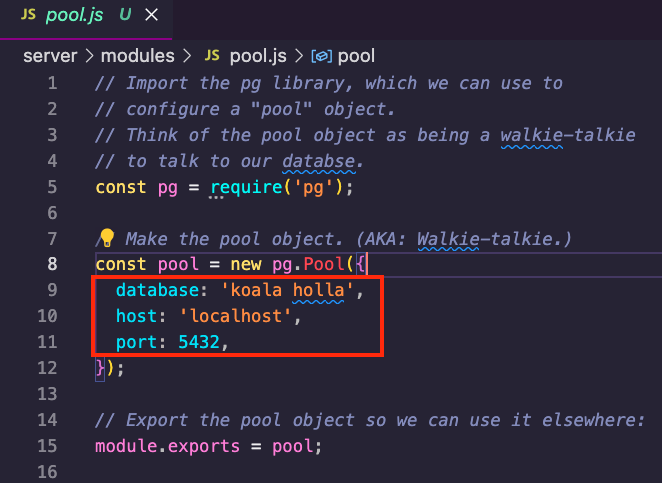 JS pool.js U ×
server > modules > JS pool.js > pool
1 // Import the pg library, which we can use to
2 // configure a "pool" object.
3 // Think of the pool object as being a walkie-talkie
4 // to talk to our databse.
5 const pg = require('pg');
6
7 / Make the pool object. (AKA: Walkie-talkie.)
8 const pool = new pg.Pool({
9 database: 'koala holla',
10 host: 'localhost',
11 port: 5432,
12 });
13
14 // Export the pool object so we can use it elsewhere:
15 module.exports = pool;
16